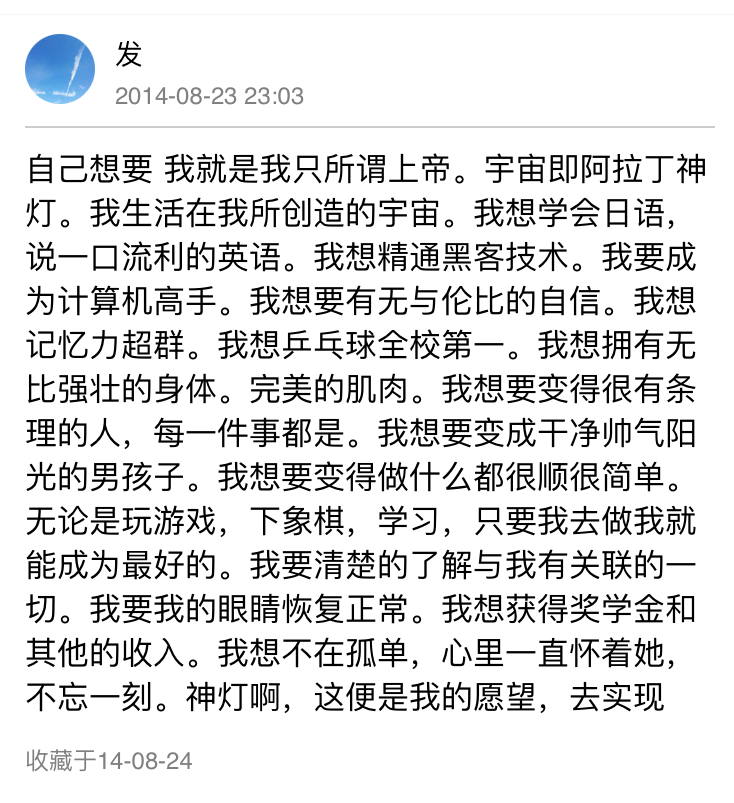 发
2014-08-23 23:03
自己想要 我就是我只所谓上帝。宇宙即阿拉丁神
灯。我生活在我所创造的宇宙。我想学会日语，
说一口流利的英语。我想精通黑客技术。我要成
为计算机高手。我想要有无与伦比的自信。我想
记忆力超群。我想乒乓球全校第一。我想拥有无
比强壮的身体。完美的肌肉。我想要变得很有条
理的人，每一件事都是。我想要变成干净帅气阳
光的男孩子。我想要变得做什么都很顺很简单。
无论是玩游戏，下象棋，学习，只要我去做我就
能成为最好的。我要清楚的了解与我有关联的一
切。我要我的眼睛恢复正常。我想获得奖学金和
其他的收入。我想不在孤单，心里一直怀着她，
不忘一刻。神灯啊，这便是我的愿望，去实现
收藏于14-08-24